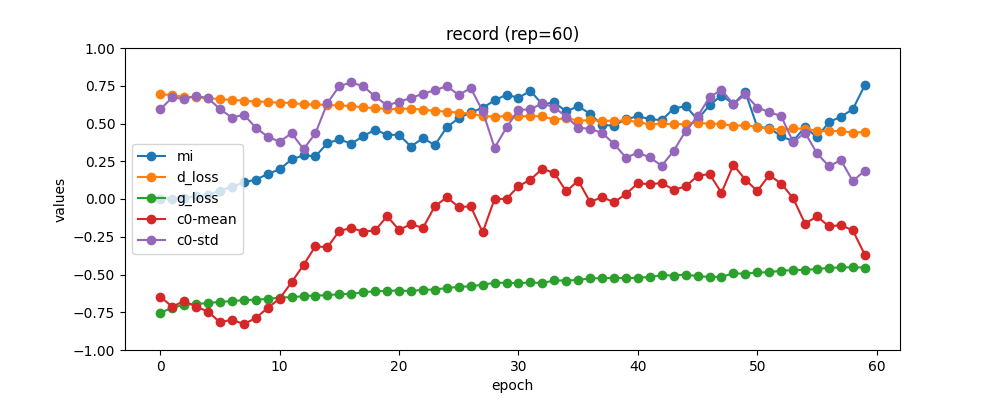 record (rep=60)
values
1.00
0.75
0.50
0.25
0.00
−0.25
−0.50
−0.75
−1.00
mi
d_loss
g_loss
c0-mean
c0-std
0 10 20 30 40 50 60
epoch